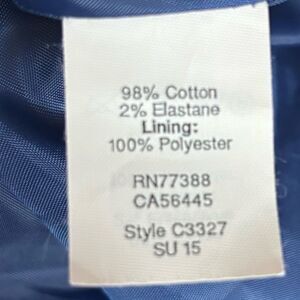 98% Cotton
2% Elastane
Lining:
100% Polyester
RN77388
CA56445
Style C3327
SU 15